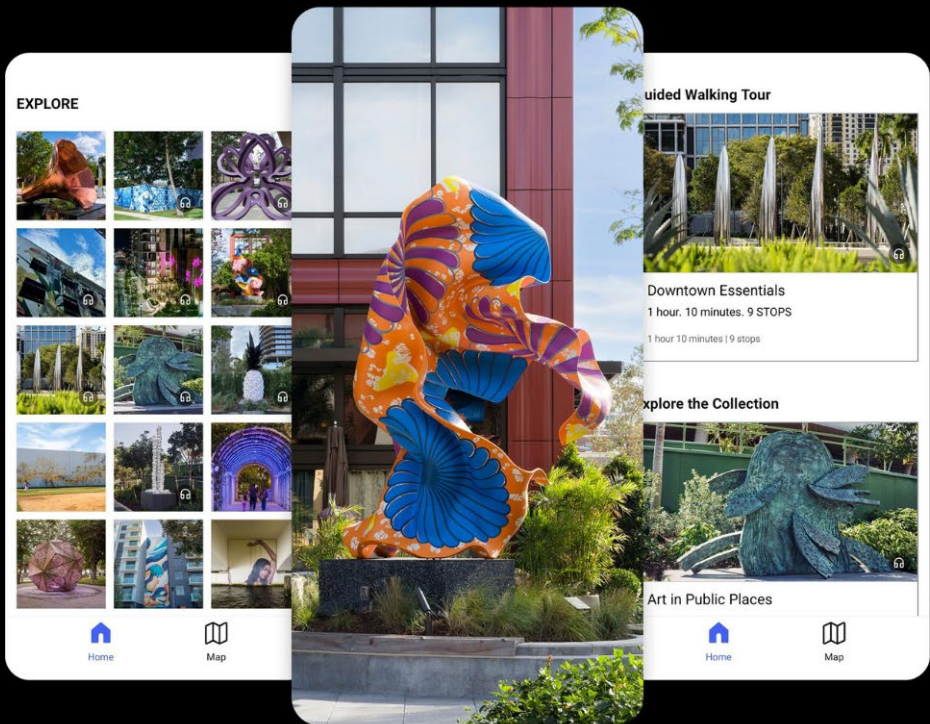 EXPLORE
Home
Map
uided Walking Tour
Downtown Essentials
1 hour. 10 minutes. 9 STOPS
1 hour 10 minutes | 9 stops
xplore the Collection
Art in Public Places
Home
Map